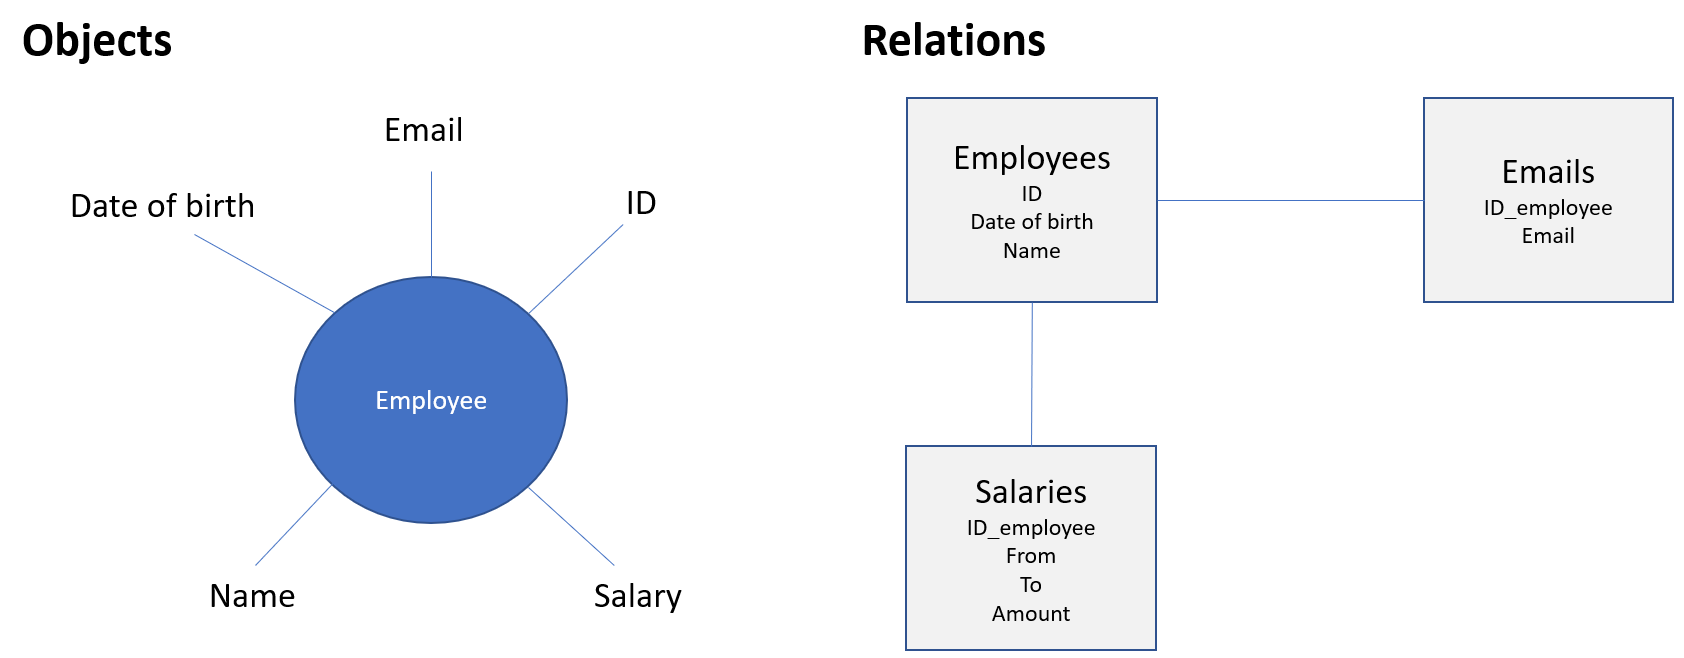 Objects
Email
Date of birth
ID
Employee
Name
Salary
Relations
Employees
ID
Date of birth
Name
Emails
ID_employee
Email
Salaries
ID_employee
From
To
Amount